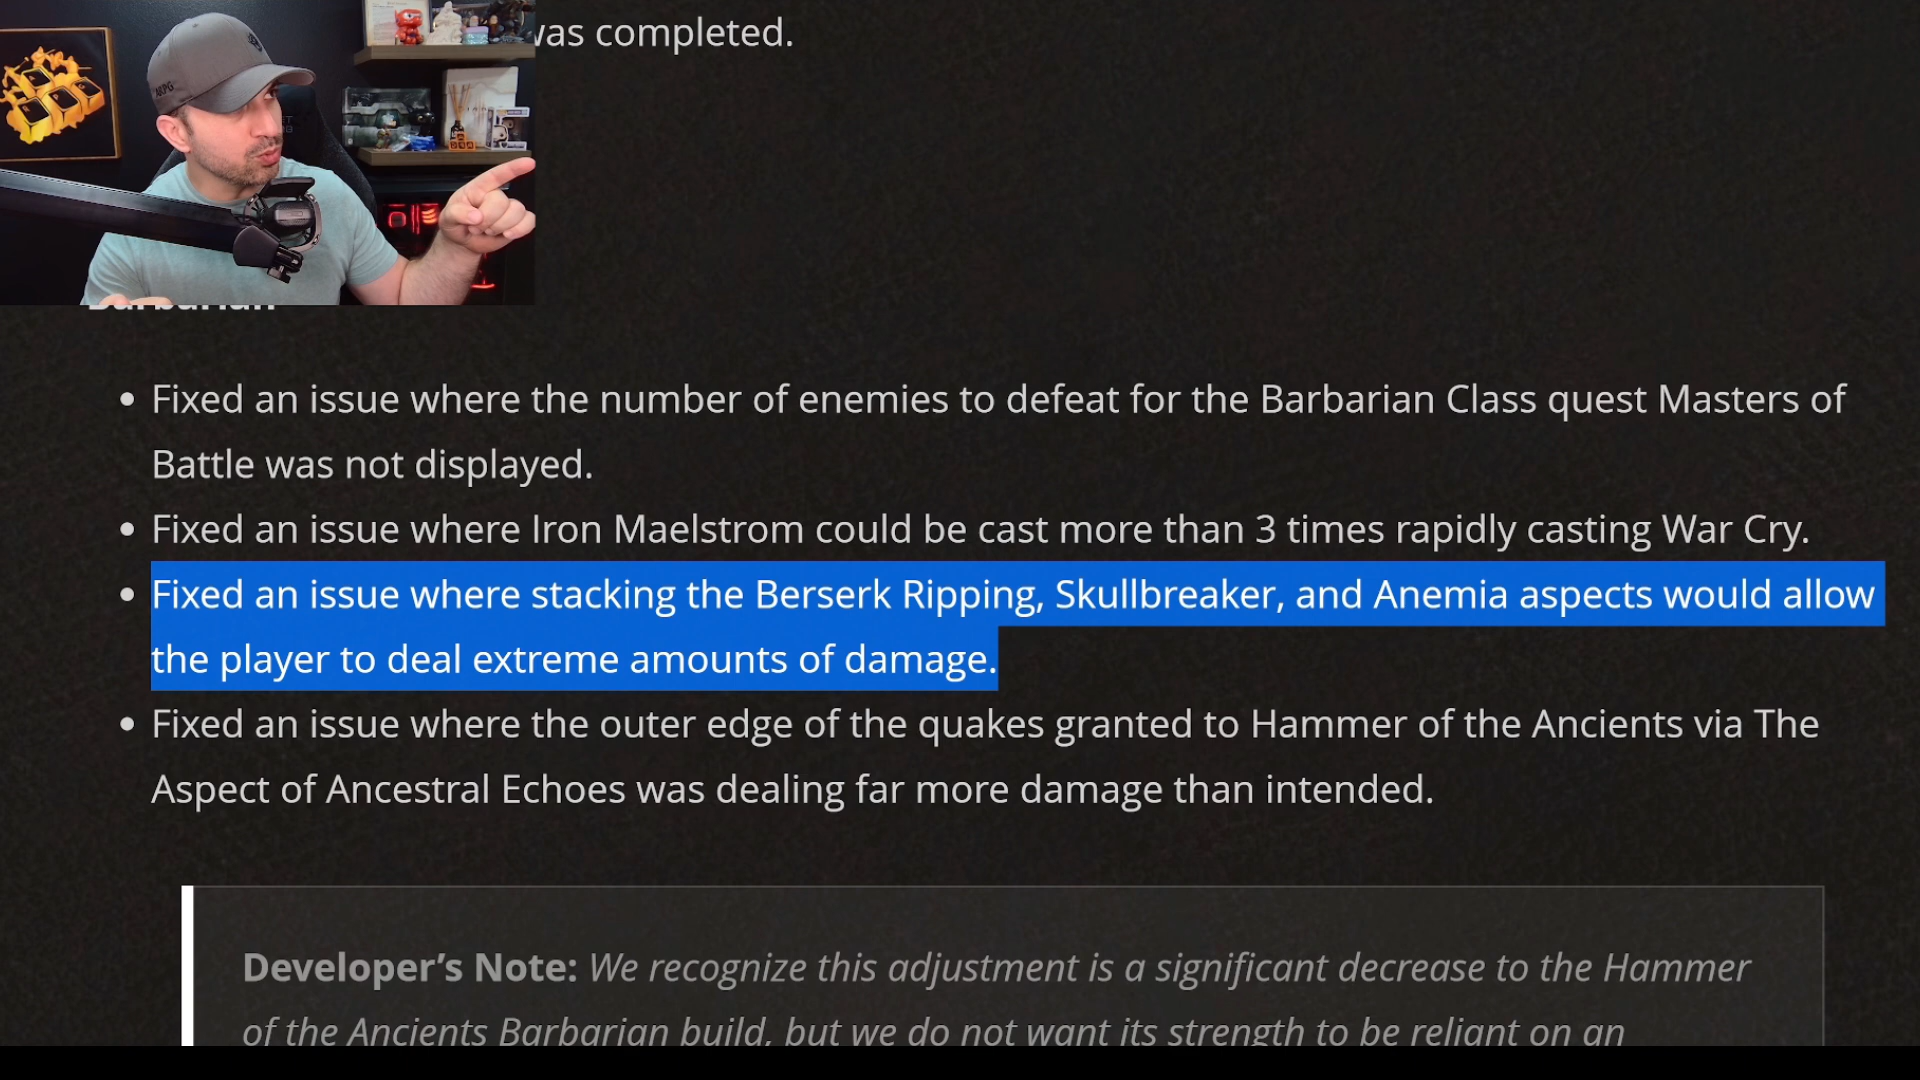 was completed.
ARPG
Barbarian
Fixed an issue where the number of enemies to defeat for the Barbarian Class quest Masters of
Battle was not displayed.
Fixed an issue where Iron Maelstrom could be cast more than 3 times rapidly casting War Cry.
Fixed an issue where stacking the Berserk Ripping, Skullbreaker, and Anemia aspects would allow
the player to deal extreme amounts of damage.
Fixed an issue where the outer edge of the quakes granted to Hammer of the Ancients via The
Aspect of Ancestral Echoes was dealing far more damage than intended.
Developer’s Note: We recognize this adjustment is a significant decrease to the Hammer
of the Ancients Barbarian build, but we do not want its strength to be reliant on an